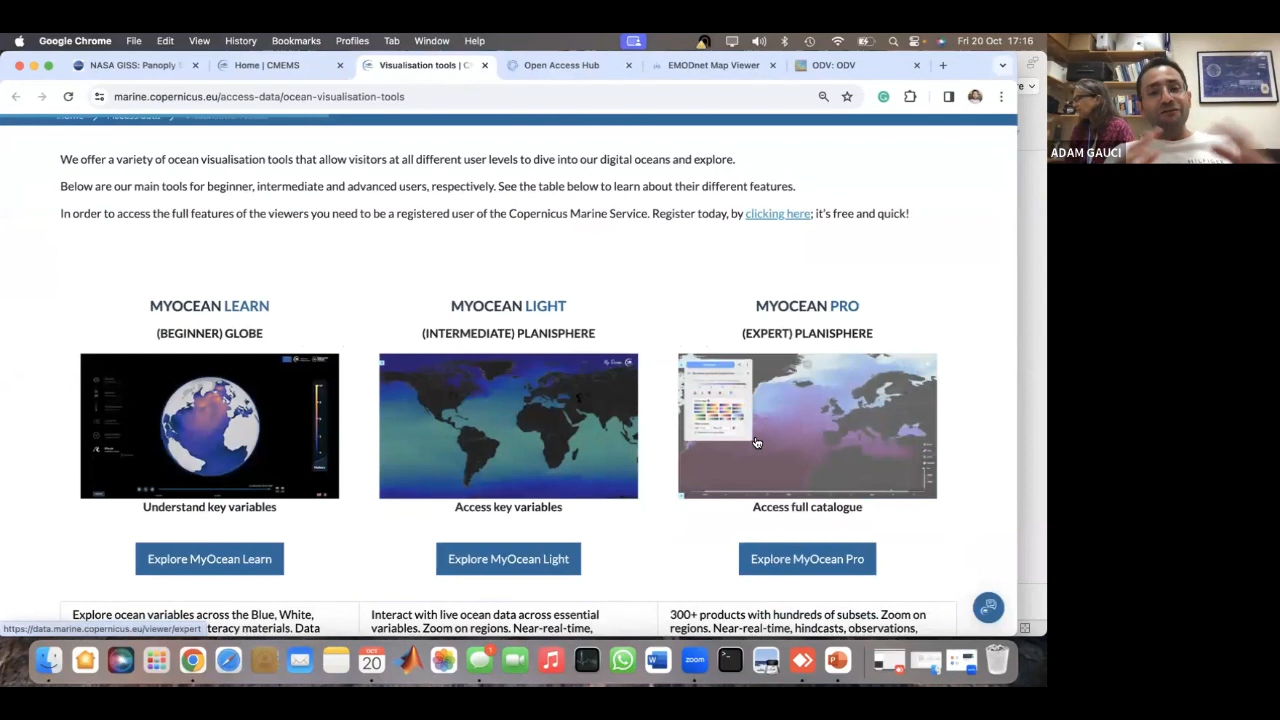 Google Chrome File Edit View History Bookmarks Profiles Tab Window Help Fri 20 Oct 17:16
NASA GISS: Panoply Home | CMEMS Visualisation tools | C Open Access Hub EMODnet Map Viewer ODV: ODV
marine.copernicus.eu/access-data/ocean-visualisation-tools
ADAM GAUCI
We offer a variety of ocean visualisation tools that allow visitors at all different user levels to dive into our digital oceans and explore.
Below are our main tools for beginner, intermediate and advanced users, respectively. See the table below to learn about their different features.
In order to access the full features of the viewers you need to be a registered user of the Copernicus Marine Service. Register today, by clicking here; it's free and quick!
MYOCEAN LEARN
(BEGINNER) GLOBE
Understand key variables
Explore MyOcean Learn
MYOCEAN LIGHT
(INTERMEDIATE) PLANISPHERE
Access key variables
Explore MyOcean Light
MYOCEAN PRO
(EXPERT) PLANISPHERE
Access full catalogue
Explore MyOcean Pro
Explore ocean variables across the Blue, White,
teracy materials. Data
Interact with live ocean data across essential
variables. Zoom on regions. Near-real-time,
300+ products with hundreds of subsets. Zoom on
regions. Near-real-time, hindcasts, observations,
https://data.marine.copernicus.eu/viewer/expert
OCT
20
zoom